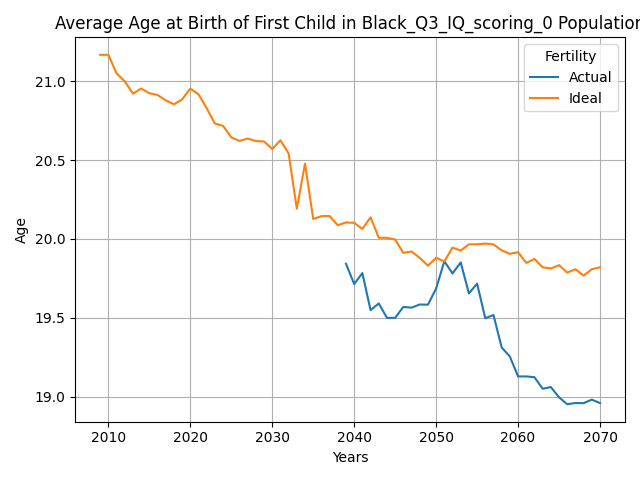 Average Age at Birth of First Child in Black_Q3_IQ_scoring_0 Population
Fertility
Actual
Ideal
21.0
20.5
20.0
19.5
19.0
Age
2010 2020 2030 2040 2050 2060 2070
Years